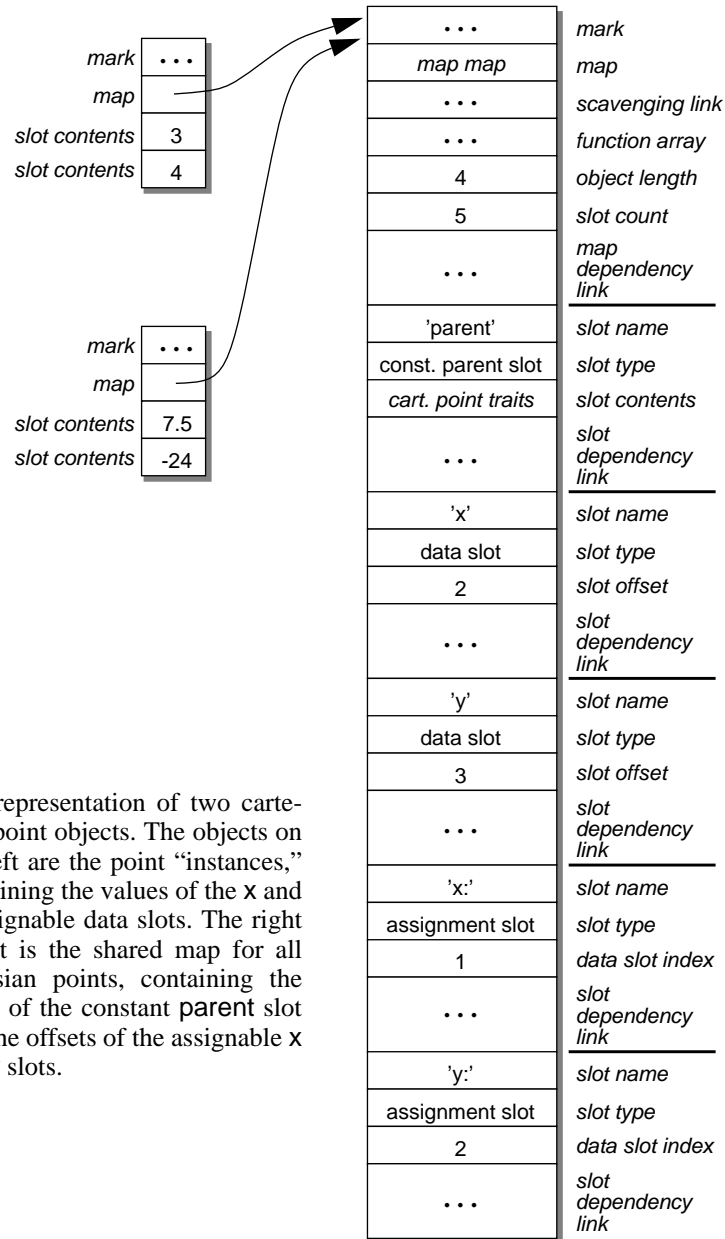 mark • • •
map
slot contents 3
slot contents 4
mark • • •
map
slot contents 7.5
slot contents -24
representation of two carte-
point objects. The objects on
eft are the point “instances,”
ining the values of the x and
ignable data slots. The right
t is the shared map for all
sian points, containing the
of the constant parent slot
he offsets of the assignable x
slots.
• • • mark
map map map
• • • scavenging link
• • • function array
4 object length
5 slot count
• • • map
dependency
link
’parent’ slot name
const. parent slot slot type
cart. point traits slot contents
• • • slot
dependency
link
’x’ slot name
data slot slot type
2 slot offset
• • • slot
dependency
link
’y’ slot name
data slot slot type
3 slot offset
• • • slot
dependency
link
’x:’ slot name
assignment slot slot type
1 data slot index
• • • slot
dependency
link
’y:’ slot name
assignment slot slot type
2 data slot index
• • • slot
dependency
link